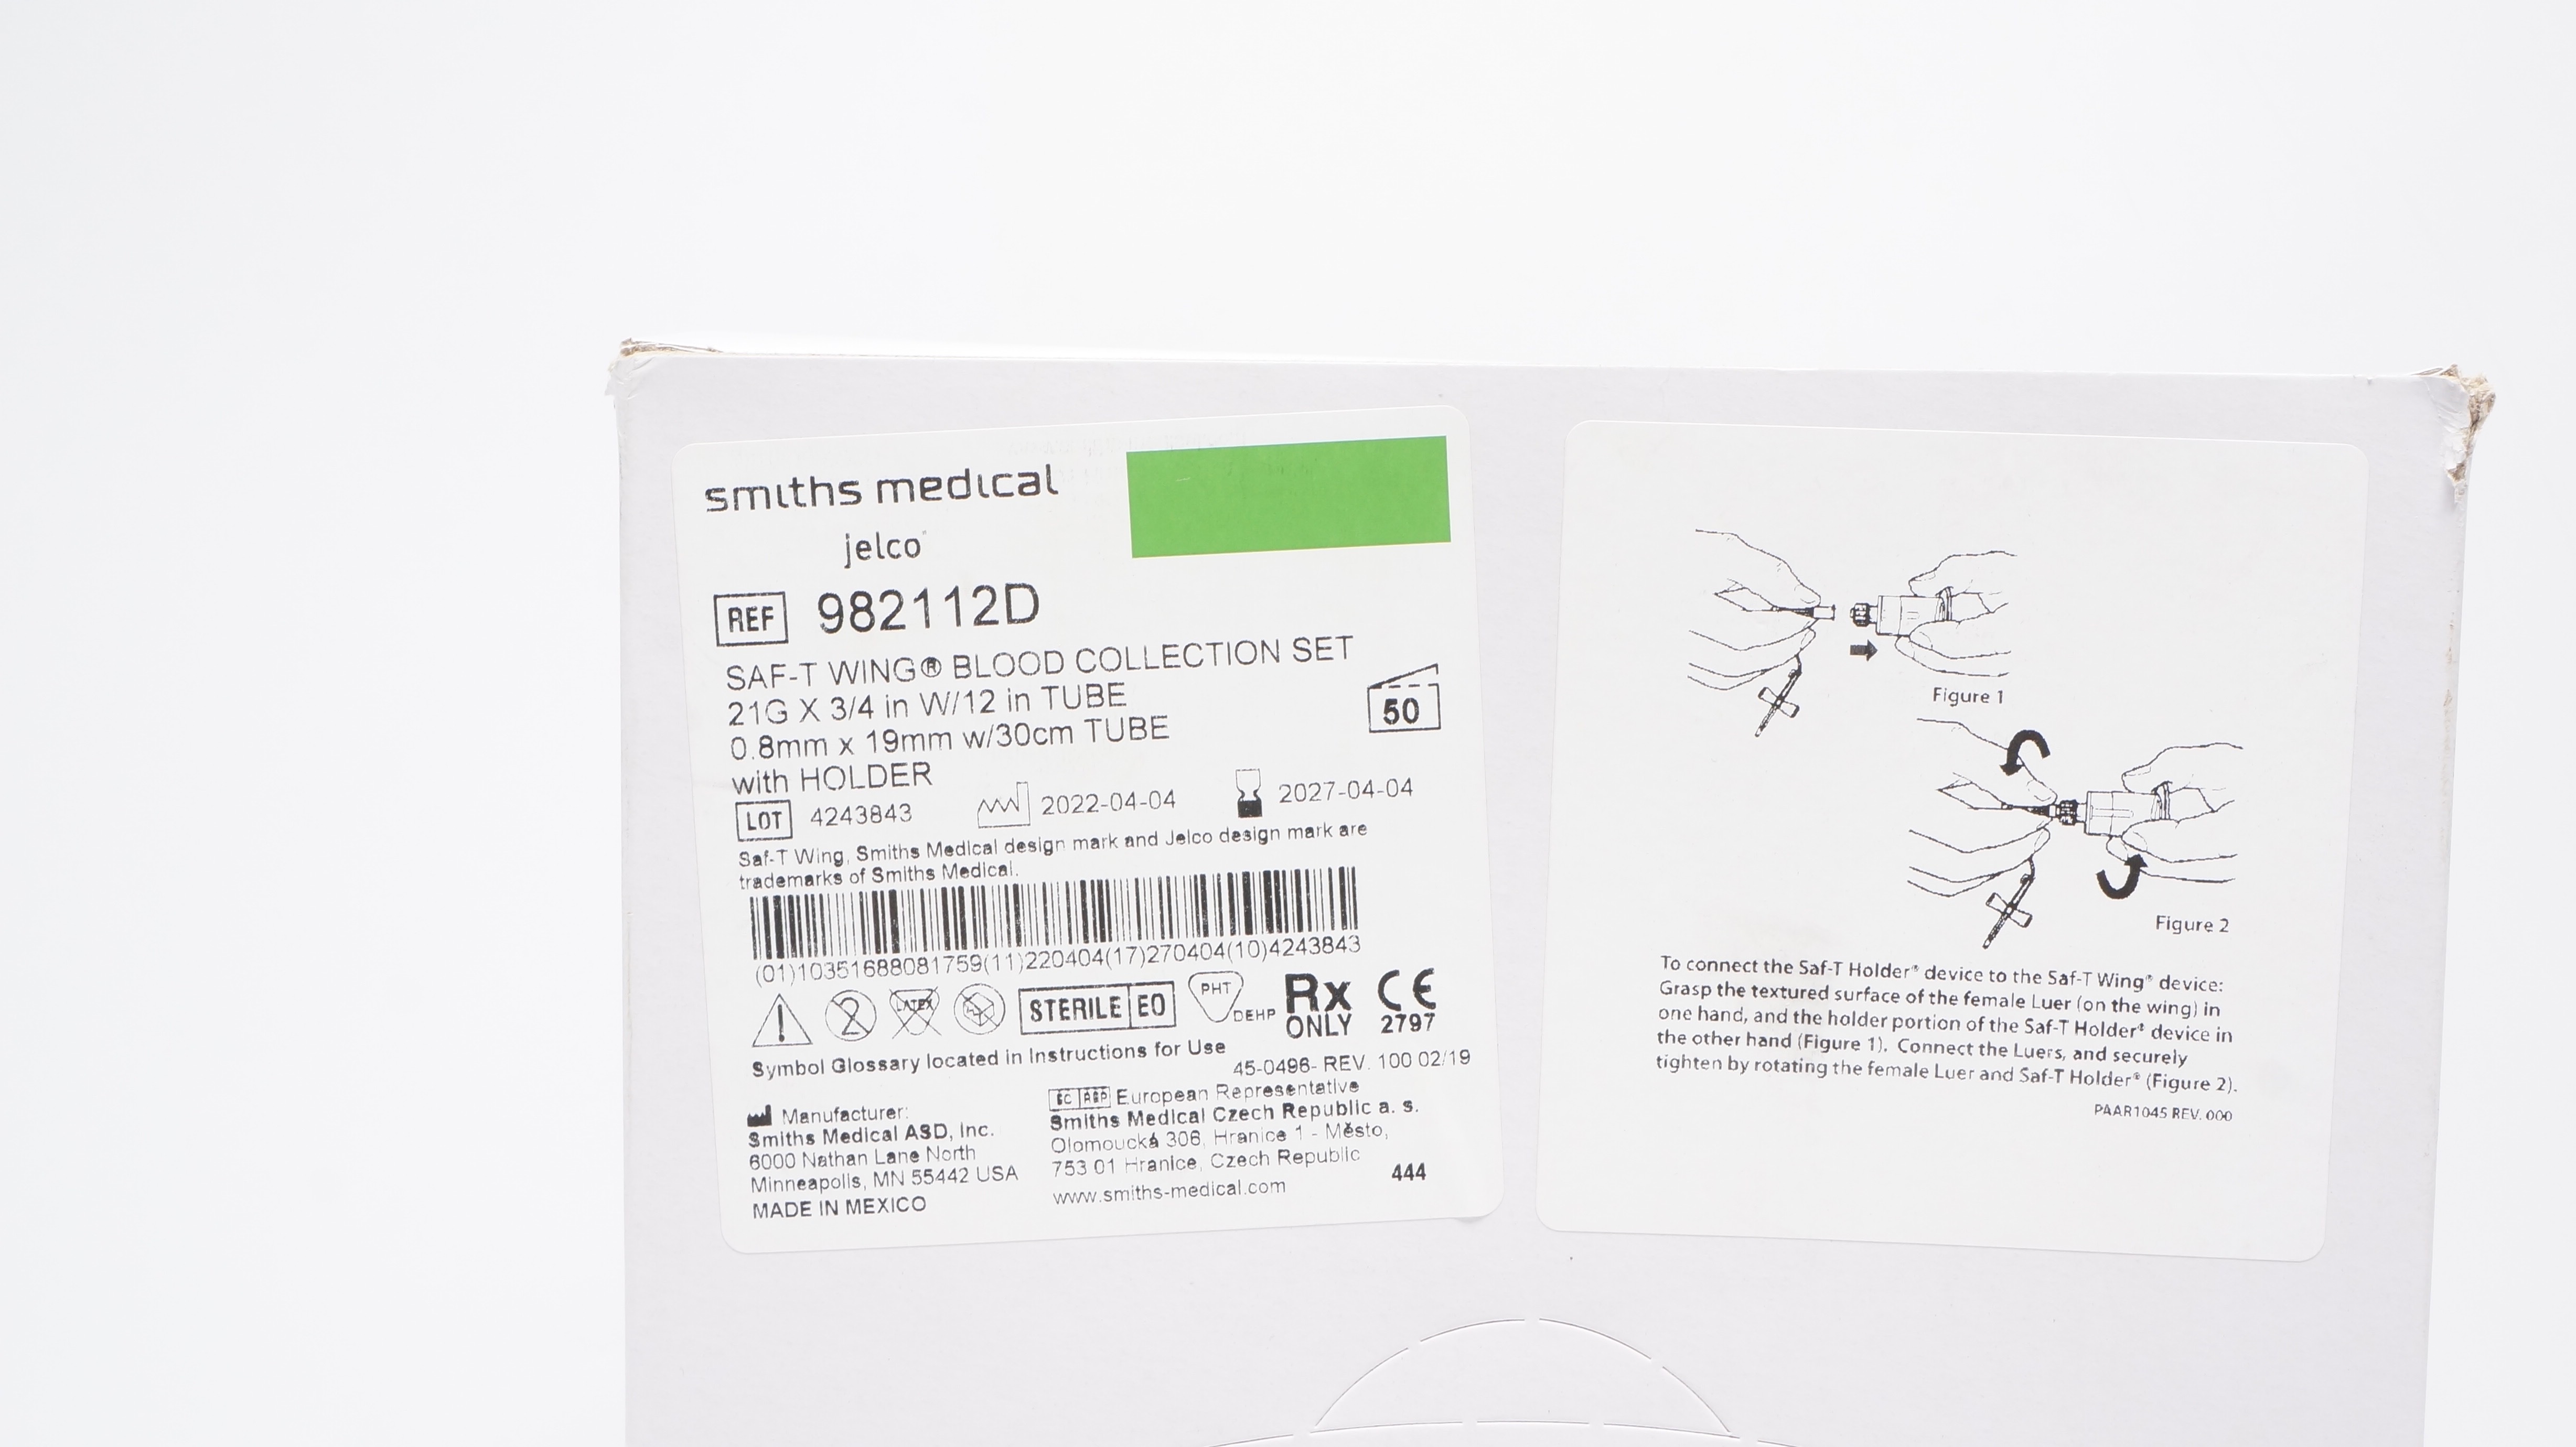 smiths medical
jelco
REF 982112D
SAF-T WING® BLOOD COLLECTION SET
21G X 3/4 in W/12 in TUBE
0.8mm x 19mm w/30cm TUBE
with HOLDER
50
LOT 4243843 2022-04-04 2027-04-04
Saf-T Wing, Smiths Medical design mark and Jelco design mark are
trademarks of Smiths Medical.
(01)10351688081759(11)220404(17)270404(10)4243843
2 LATEX STERILE EO PHT DEHP Rx ONLY CE 2797
Symbol Glossary located in Instructions for Use
45-0496- REV. 100 02/19
Manufacturer:
Smiths Medical ASD, Inc.
6000 Nathan Lane North
Minneapolis, MN 55442 USA
MADE IN MEXICO
EC REP European Representative
Smiths Medical Czech Republic a. s.
Olomoucká 306, Hranice 1 - Město,
753 01 Hranice, Czech Republic
www.smiths-medical.com
444
Figure 1
Figure 2
To connect the Saf-T Holder® device to the Saf-T Wing® device:
Grasp the textured surface of the female Luer (on the wing) in
one hand, and the holder portion of the Saf-T Holder® device in
the other hand (Figure 1). Connect the Luers, and securely
tighten by rotating the female Luer and Saf-T Holder® (Figure 2).
PAAR1045 REV. 000